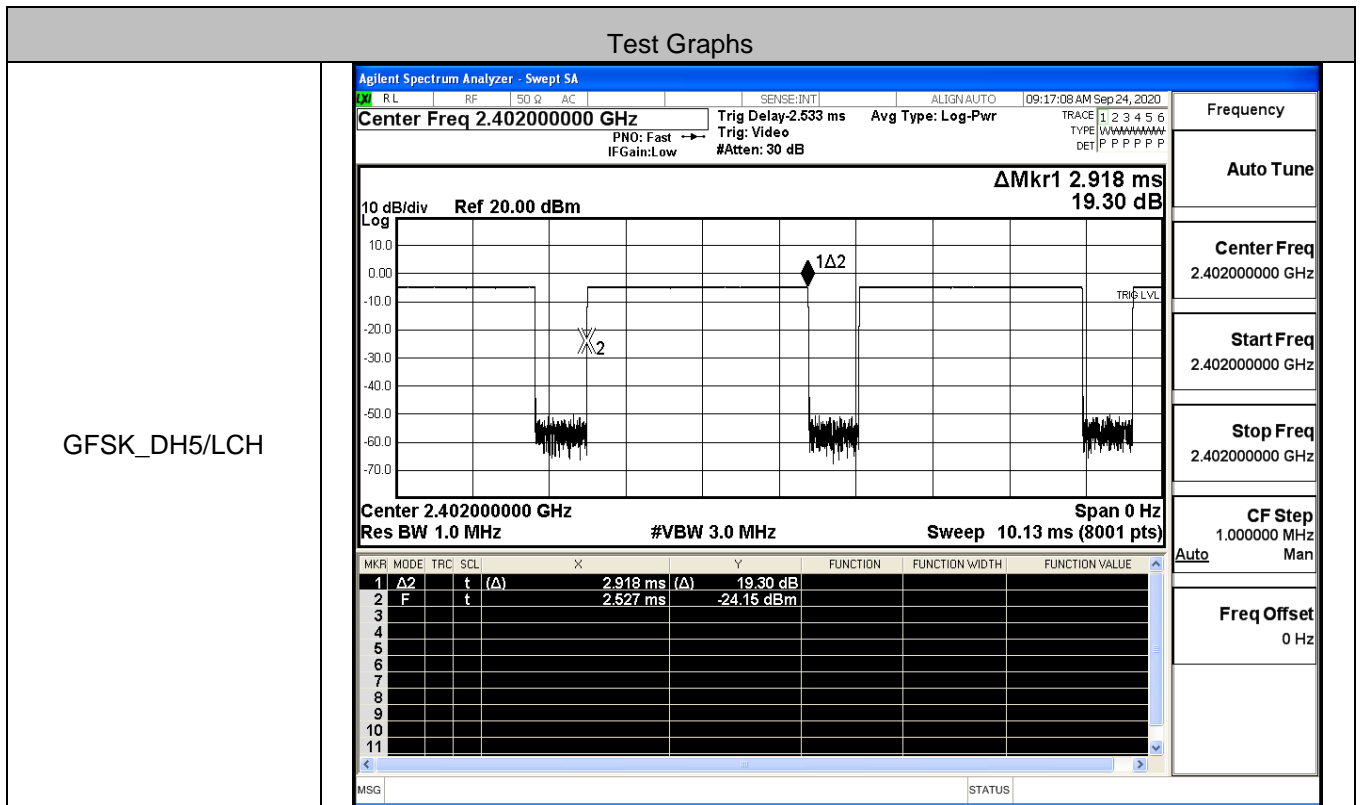 Test Graphs
GFSK_DH5/LCH
Agilent Spectrum Analyzer - Swept SA
LXI RL RF 50 Ω AC SENSE:INT ALIGN AUTO 09:17:08 AM Sep 24, 2020
Center Freq 2.402000000 GHz
PNO: Fast
IFGain:Low
Trig Delay-2.533 ms
Trig: Video
#Atten: 30 dB
Avg Type: Log-Pwr
TRACE 1 2 3 4 5 6
TYPE WWWWWW
DET P P P P P P
ΔMkr1 2.918 ms
19.30 dB
10 dB/div Ref 20.00 dBm
Log
10.0
0.00
-10.0
-20.0
-30.0
-40.0
-50.0
-60.0
-70.0
1Δ2
TRIG LVL
2
Center 2.402000000 GHz Span 0 Hz
Res BW 1.0 MHz #VBW 3.0 MHz Sweep 10.13 ms (8001 pts)
MKR MODE TRC SCL X Y FUNCTION FUNCTION WIDTH FUNCTION VALUE
1 Δ2 t (Δ) 2.918 ms (Δ) 19.30 dB
2 F t 2.527 ms -24.15 dBm
3
4
5
6
7
8
9
10
11
MSG STATUS
Frequency
Auto Tune
Center Freq
2.402000000 GHz
Start Freq
2.402000000 GHz
Stop Freq
2.402000000 GHz
CF Step
1.000000 MHz
Auto Man
Freq Offset
0 Hz